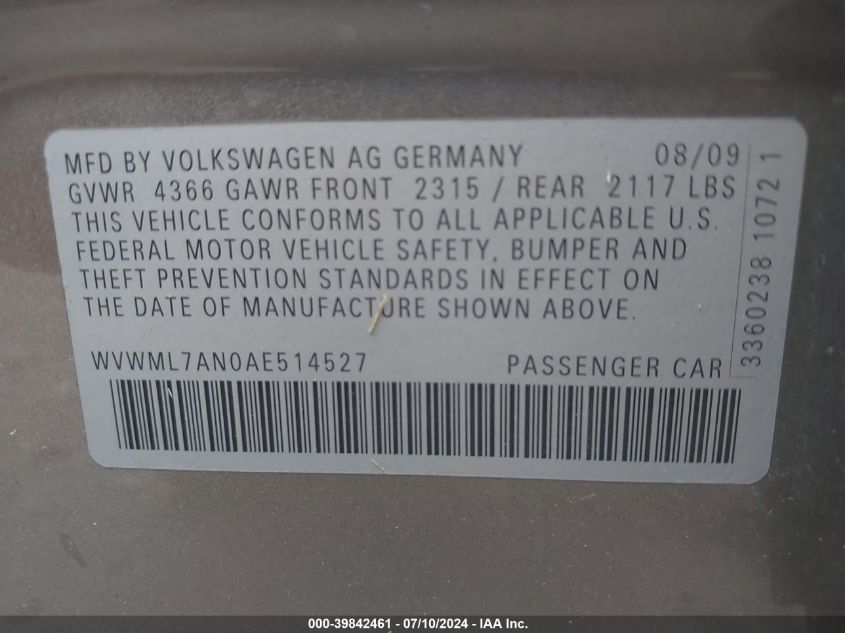 MFD BY VOLKSWAGEN AG GERMANY 08/09
GVWR 4366 GAWR FRONT 2315 / REAR 2117 LBS
THIS VEHICLE CONFORMS TO ALL APPLICABLE U.S.
FEDERAL MOTOR VEHICLE SAFETY, BUMPER AND
THEFT PREVENTION STANDARDS IN EFFECT ON
THE DATE OF MANUFACTURE SHOWN ABOVE.
WVWML7AN0AE514527 PASSENGER CAR
3360238 1072 1
000-39842461 - 07/10/2024 - IAA Inc.